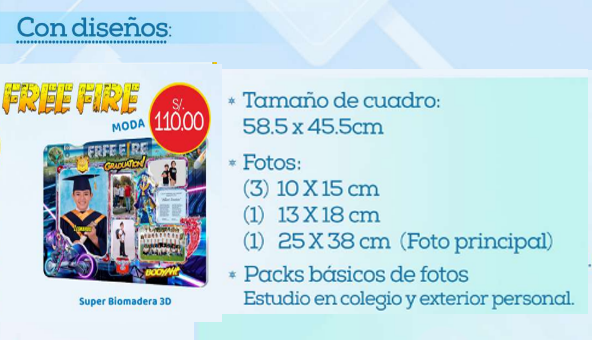 Con diseños:
FREE FIRE
MODA
S/.
110.00
FREE FIRE
GRADUATION!
BOOYAH!
Super Biomadera 3D
* Tamaño de cuadro:
58.5 x 45.5cm
* Fotos:
(3) 10 X 15 cm
(1) 13 X 18 cm
(1) 25 X 38 cm (Foto principal)
* Packs básicos de fotos
Estudio en colegio y exterior personal.